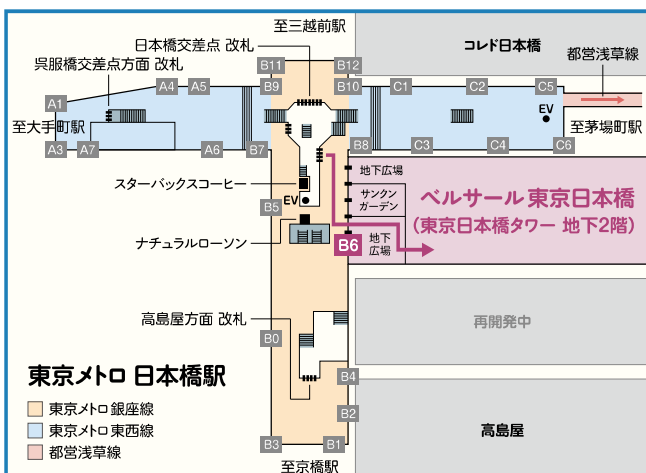 至三越前駅
日本橋交差点 改札
コレド日本橋
都営浅草線
呉服橋交差点方面 改札
B11
B12
A4
A5
B9
B10
C1
C2
C5
A1
EV
至大手町駅
至茅場町駅
A3
A7
A6
B7
B8
C3
C4
C6
地下広場
スターバックスコーヒー
サンクン
ガーデン
ベルサール 東京日本橋
(東京日本橋タワー 地下2階)
EV
B5
ナチュラルローソン
B6
地下
広場
高島屋方面 改札
B0
再開発中
東京メトロ 日本橋駅
B4
東京メトロ 銀座線
B2
東京メトロ 東西線
高島屋
都営浅草線
B3
B1
至京橋駅